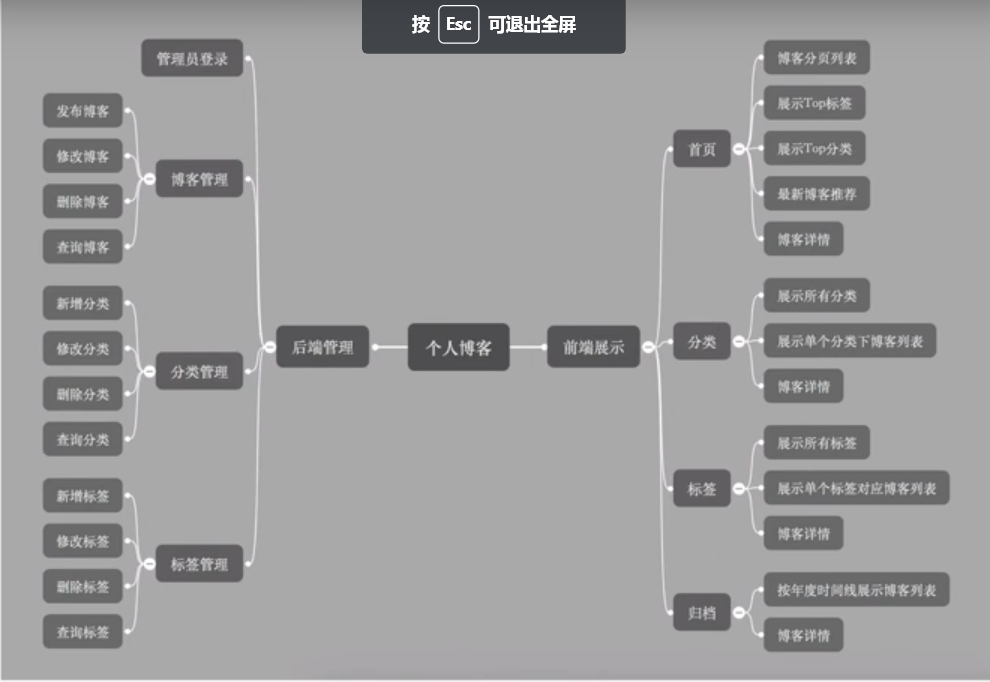 按 Esc 可退出全屏
管理员登录
发布博客
修改博客
博客管理
删除博客
查询博客
新增分类
修改分类
分类管理
删除分类
查询分类
新增标签
修改标签
标签管理
删除标签
查询标签
后端管理
个人博客
前端展示
首页
博客分页列表
展示Top标签
展示Top分类
最新博客推荐
博客详情
分类
展示所有分类
展示单个分类下博客列表
博客详情
标签
展示所有标签
展示单个标签对应博客列表
博客详情
归档
按年度时间线展示博客列表
博客详情